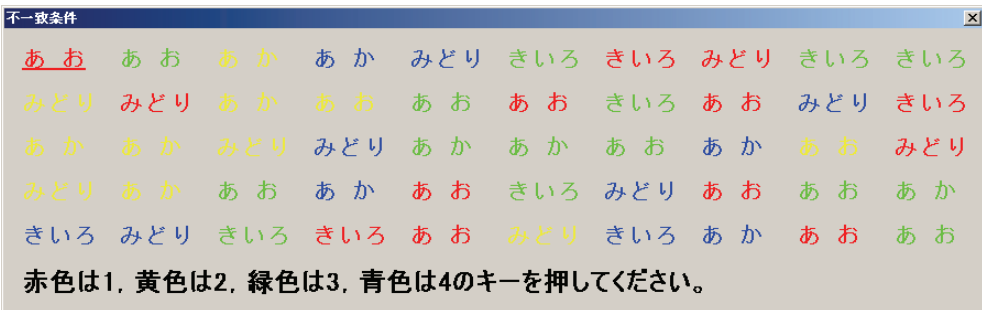 不一致条件
あお あお あか あか みどり きいろ きいろ みどり きいろ きいろ
みどり みどり あか あお あお あお きいろ あお みどり きいろ
あか あか みどり みどり あか あか あお あか あお みどり
みどり あか あお あか あお きいろ みどり あお あお あか
きいろ みどり きいろ きいろ あお みどり きいろ あか あお あお
赤色は1, 黄色は2, 緑色は3, 青色は4のキーを押してください。